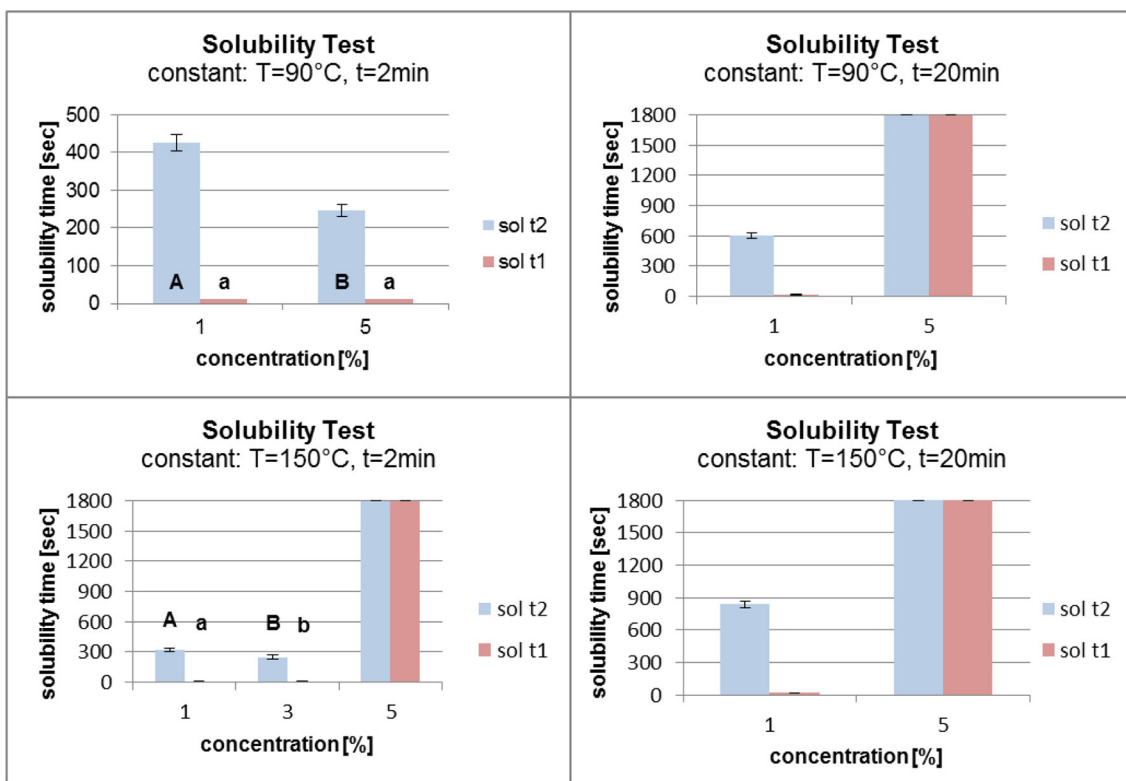 Solubility Test
constant: T=90°C, t=2min
solubility time [sec]
500
400
300
200
100
0
A a B a
1 5
concentration [%]
sol t2
sol t1
Solubility Test
constant: T=90°C, t=20min
solubility time [sec]
1800
1500
1200
900
600
300
0
1 5
concentration [%]
sol t2
sol t1
Solubility Test
constant: T=150°C, t=2min
solubility time [sec]
1800
1500
1200
900
600
300
0
A a B b
1 3 5
concentration [%]
sol t2
sol t1
Solubility Test
constant: T=150°C, t=20min
solubility time [sec]
1800
1500
1200
900
600
300
0
1 5
concentration [%]
sol t2
sol t1